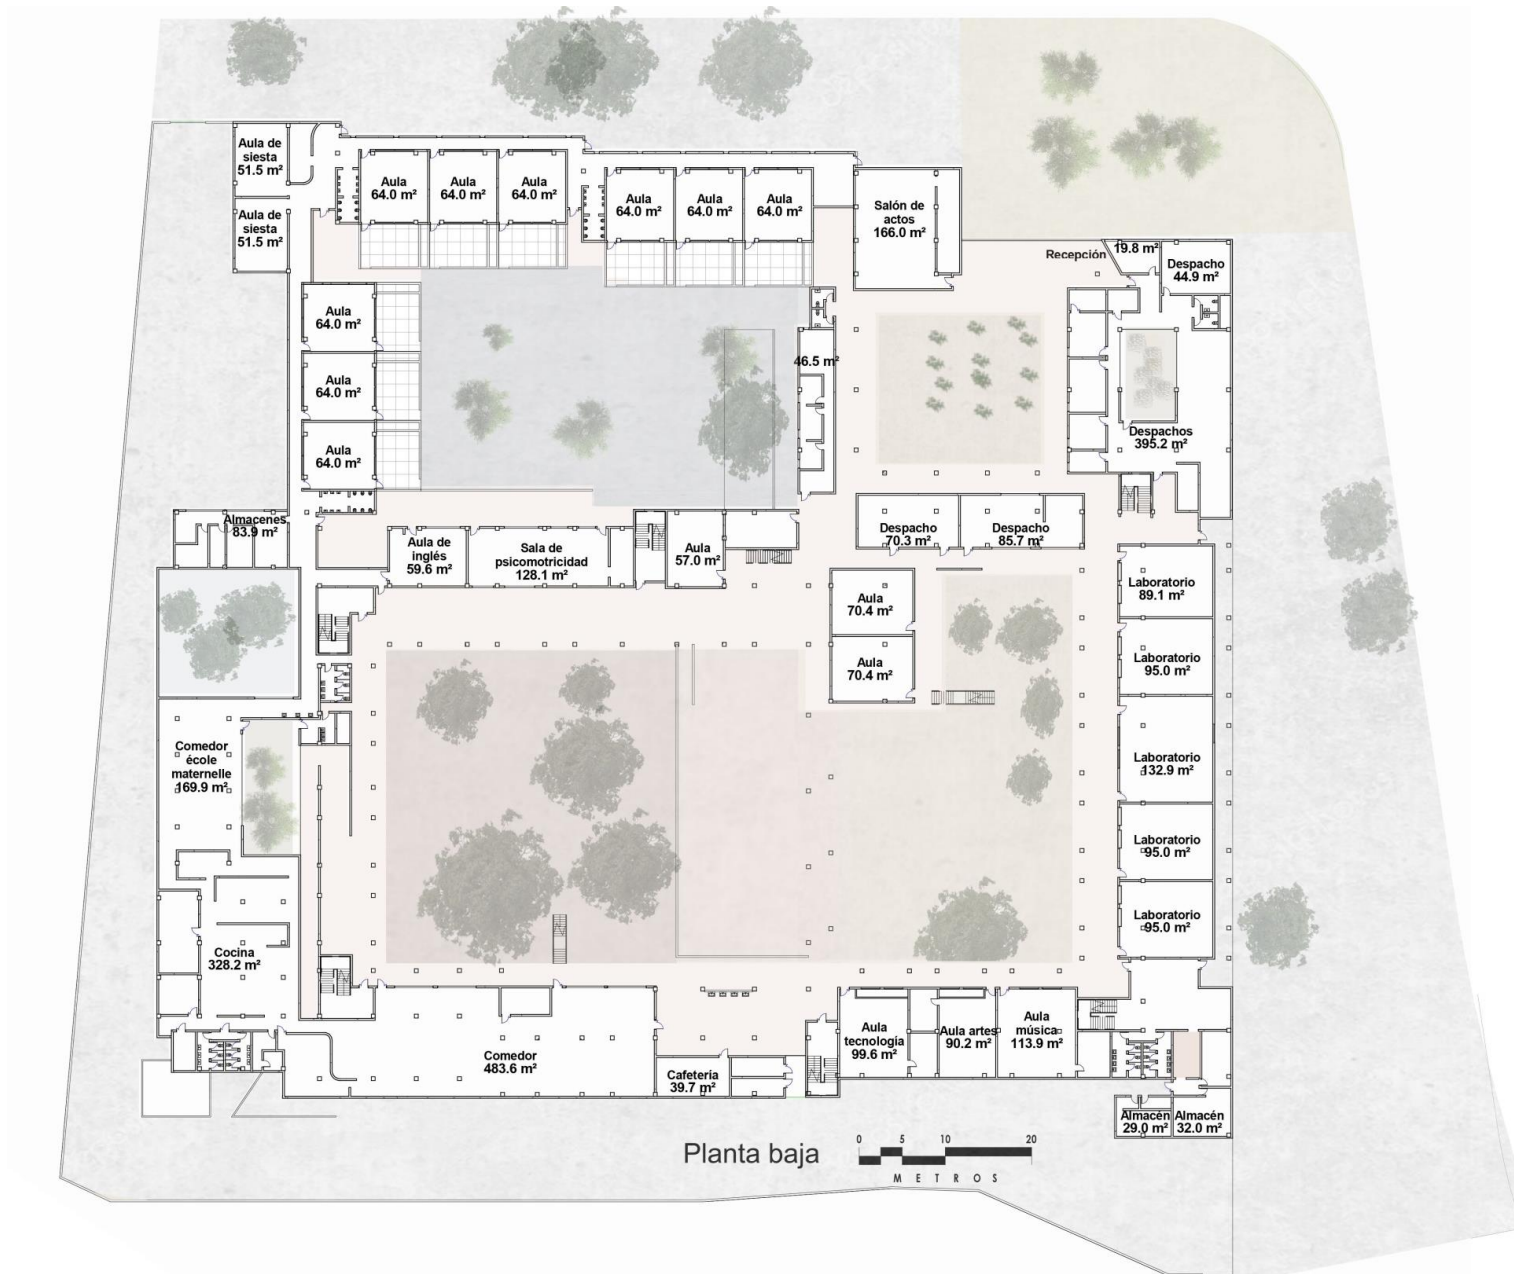 Aula de
siesta
51.5 m²
Aula
64.0 m²
Aula
64.0 m²
Aula
64.0 m²
Aula
64.0 m²
Aula
64.0 m²
Aula
64.0 m²
Salón de
actos
166.0 m²
Aula de
siesta
51.5 m²
Recepción
19.8 m²
Despacho
44.9 m²
Aula
64.0 m²
46.5 m²
Aula
64.0 m²
Despachos
395.2 m²
Aula
64.0 m²
Almacenes
83.9 m²
Aula de
inglés
59.6 m²
Sala de
psicomotricidad
128.1 m²
Aula
57.0 m²
Despacho
70.3 m²
Despacho
85.7 m²
Aula
70.4 m²
Laboratorio
89.1 m²
Aula
70.4 m²
Laboratorio
95.0 m²
Comedor
école
maternelle
169.9 m²
Laboratorio
132.9 m²
Laboratorio
95.0 m²
Laboratorio
95.0 m²
Cocina
328.2 m²
Comedor
483.6 m²
Cafetería
39.7 m²
Aula
tecnología
99.6 m²
Aula artes
90.2 m²
Aula
música
113.9 m²
Almacén
29.0 m²
Almacén
32.0 m²
Planta baja
0 5 10 20
METROS